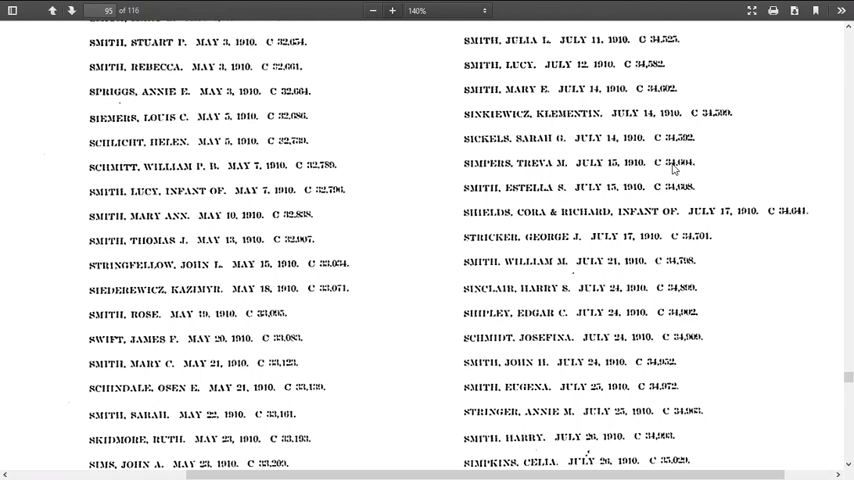 95 of 116
140%
SMITH, STUART P. MAY 3, 1910. C 32,654.
SMITH, REBECCA. MAY 3, 1910. C 32,661.
SPRIGGS, ANNIE E. MAY 3, 1910. C 32,664.
SIEMERS, LOUIS C. MAY 5, 1910. C 32,686.
SCHLICHT, HELEN. MAY 5, 1910. C 32,739.
SCHMITT, WILLIAM P. B. MAY 7, 1910. C 32,789.
SMITH, LUCY, INFANT OF. MAY 7, 1910. C 32,796.
SMITH, MARY ANN. MAY 10, 1910. C 32,838.
SMITH, THOMAS J. MAY 13, 1910. C 32,907.
STRINGFELLOW, JOHN L. MAY 15, 1910. C 33,034.
SIEDEREWICZ, KAZIMYR. MAY 18, 1910. C 33,071.
SMITH, ROSE. MAY 19, 1910. C 33,095.
SWIFT, JAMES F. MAY 20, 1910. C 33,083.
SMITH, MARY C. MAY 21, 1910. C 33,123.
SCHINDALE, OSEN E. MAY 21, 1910. C 33,139.
SMITH, SARAH. MAY 22, 1910. C 33,161.
SKIDMORE, RUTH. MAY 23, 1910. C 33,193.
SIMS, JOHN A. MAY 23, 1910. C 33,209.
SMITH, JULIA L. JULY 11, 1910. C 34,525.
SMITH, LUCY. JULY 12, 1910. C 34,582.
SMITH, MARY E. JULY 14, 1910. C 34,602.
SINKIEWICZ, KLEMENTIN. JULY 14, 1910. C 34,599.
SICKELS, SARAH G. JULY 14, 1910. C 34,592.
SIMPERS, TREVA M. JULY 15, 1910. C 34,604.
SMITH, ESTELLA S. JULY 15, 1910. C 34,608.
SHIELDS, CORA & RICHARD, INFANT OF. JULY 17, 1910. C 34,641.
STRICKER, GEORGE J. JULY 17, 1910. C 34,701.
SMITH, WILLIAM M. JULY 21, 1910. C 34,798.
SINCLAIR, HARRY S. JULY 24, 1910. C 34,899.
SHIPLEY, EDGAR C. JULY 24, 1910. C 34,902.
SCHMIDT, JOSEFINA. JULY 24, 1910. C 34,909.
SMITH, JOHN H. JULY 24, 1910. C 34,952.
SMITH, EUGENA. JULY 25, 1910. C 34,972.
STRINGER, ANNIE M. JULY 25, 1910. C 34,963.
SMITH, HARRY. JULY 26, 1910. C 34,993.
SIMPKINS, CELIA. JULY 26, 1910. C 35,029.